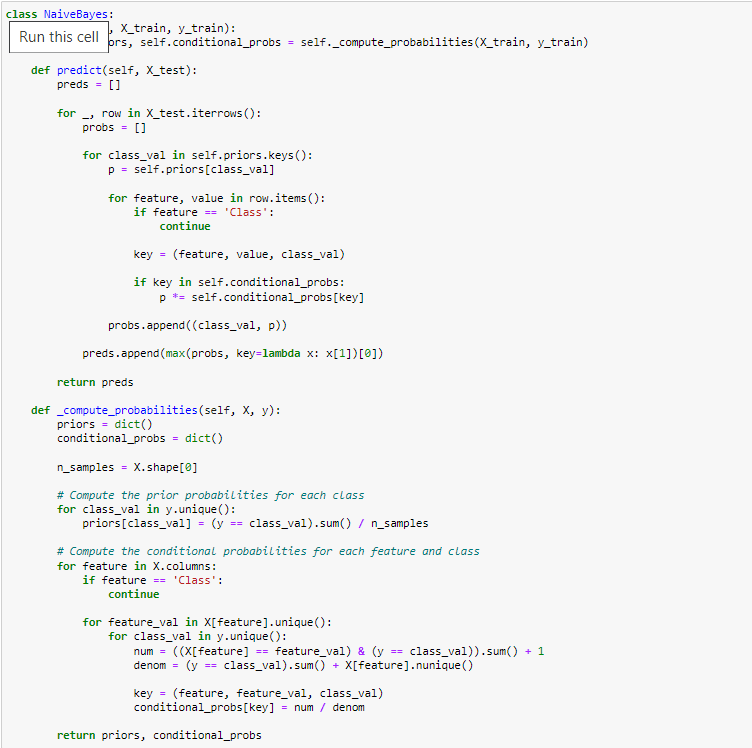 class NaiveBayes:
Run this cell
, X_train, y_train):
ors, self.conditional_probs = self._compute_probabilities(X_train, y_train)
def predict(self, X_test):
preds = []
for _, row in X_test.iterrows():
probs = []
for class_val in self.priors.keys():
p = self.priors[class_val]
for feature, value in row.items():
if feature == 'Class':
continue
key = (feature, value, class_val)
if key in self.conditional_probs:
p *= self.conditional_probs[key]
probs.append((class_val, p))
preds.append(max(probs, key=lambda x: x[1])[0])
return preds
def _compute_probabilities(self, X, y):
priors = dict()
conditional_probs = dict()
n_samples = X.shape[0]
# Compute the prior probabilities for each class
for class_val in y.unique():
priors[class_val] = (y == class_val).sum() / n_samples
# Compute the conditional probabilities for each feature and class
for feature in X.columns:
if feature == 'Class':
continue
for feature_val in X[feature].unique():
for class_val in y.unique():
num = ((X[feature] == feature_val) & (y == class_val)).sum() + 1
denom = (y == class_val).sum() + X[feature].nunique()
key = (feature, feature_val, class_val)
conditional_probs[key] = num / denom
return priors, conditional_probs